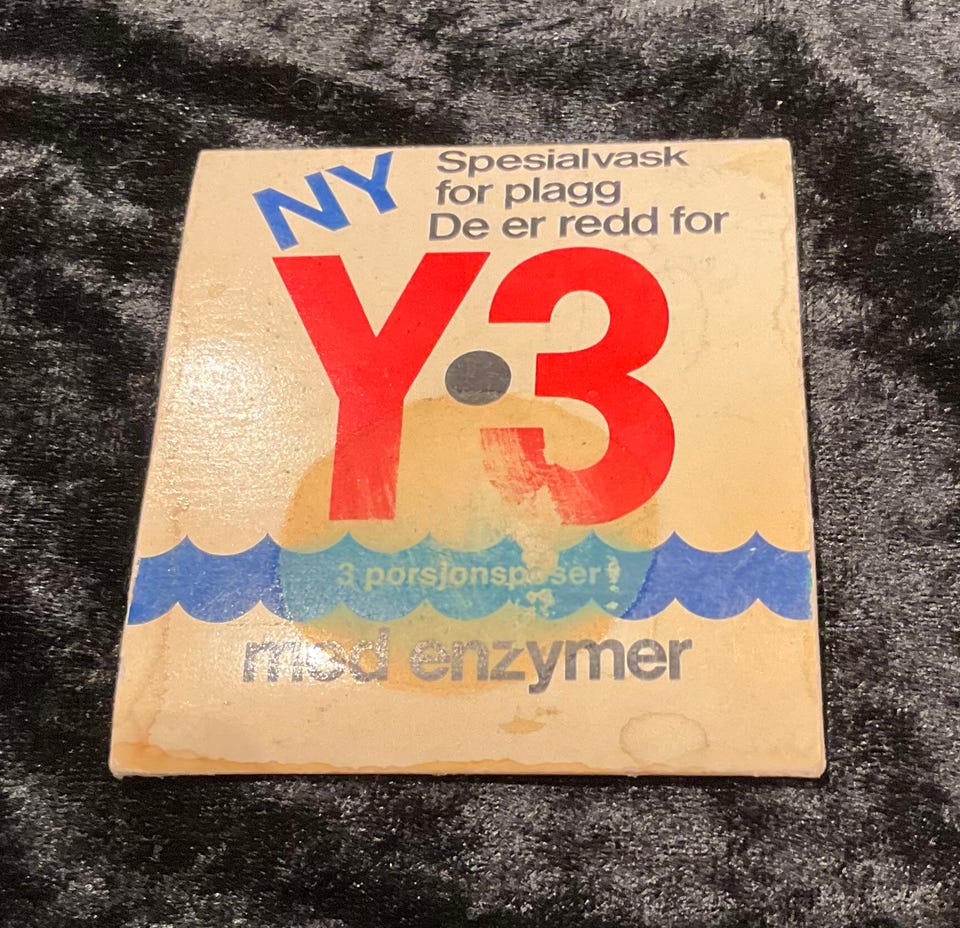 NY
Spesialvask
for plagg
De er redd for
Y·3
3 porsjonsposer!
med enzymer